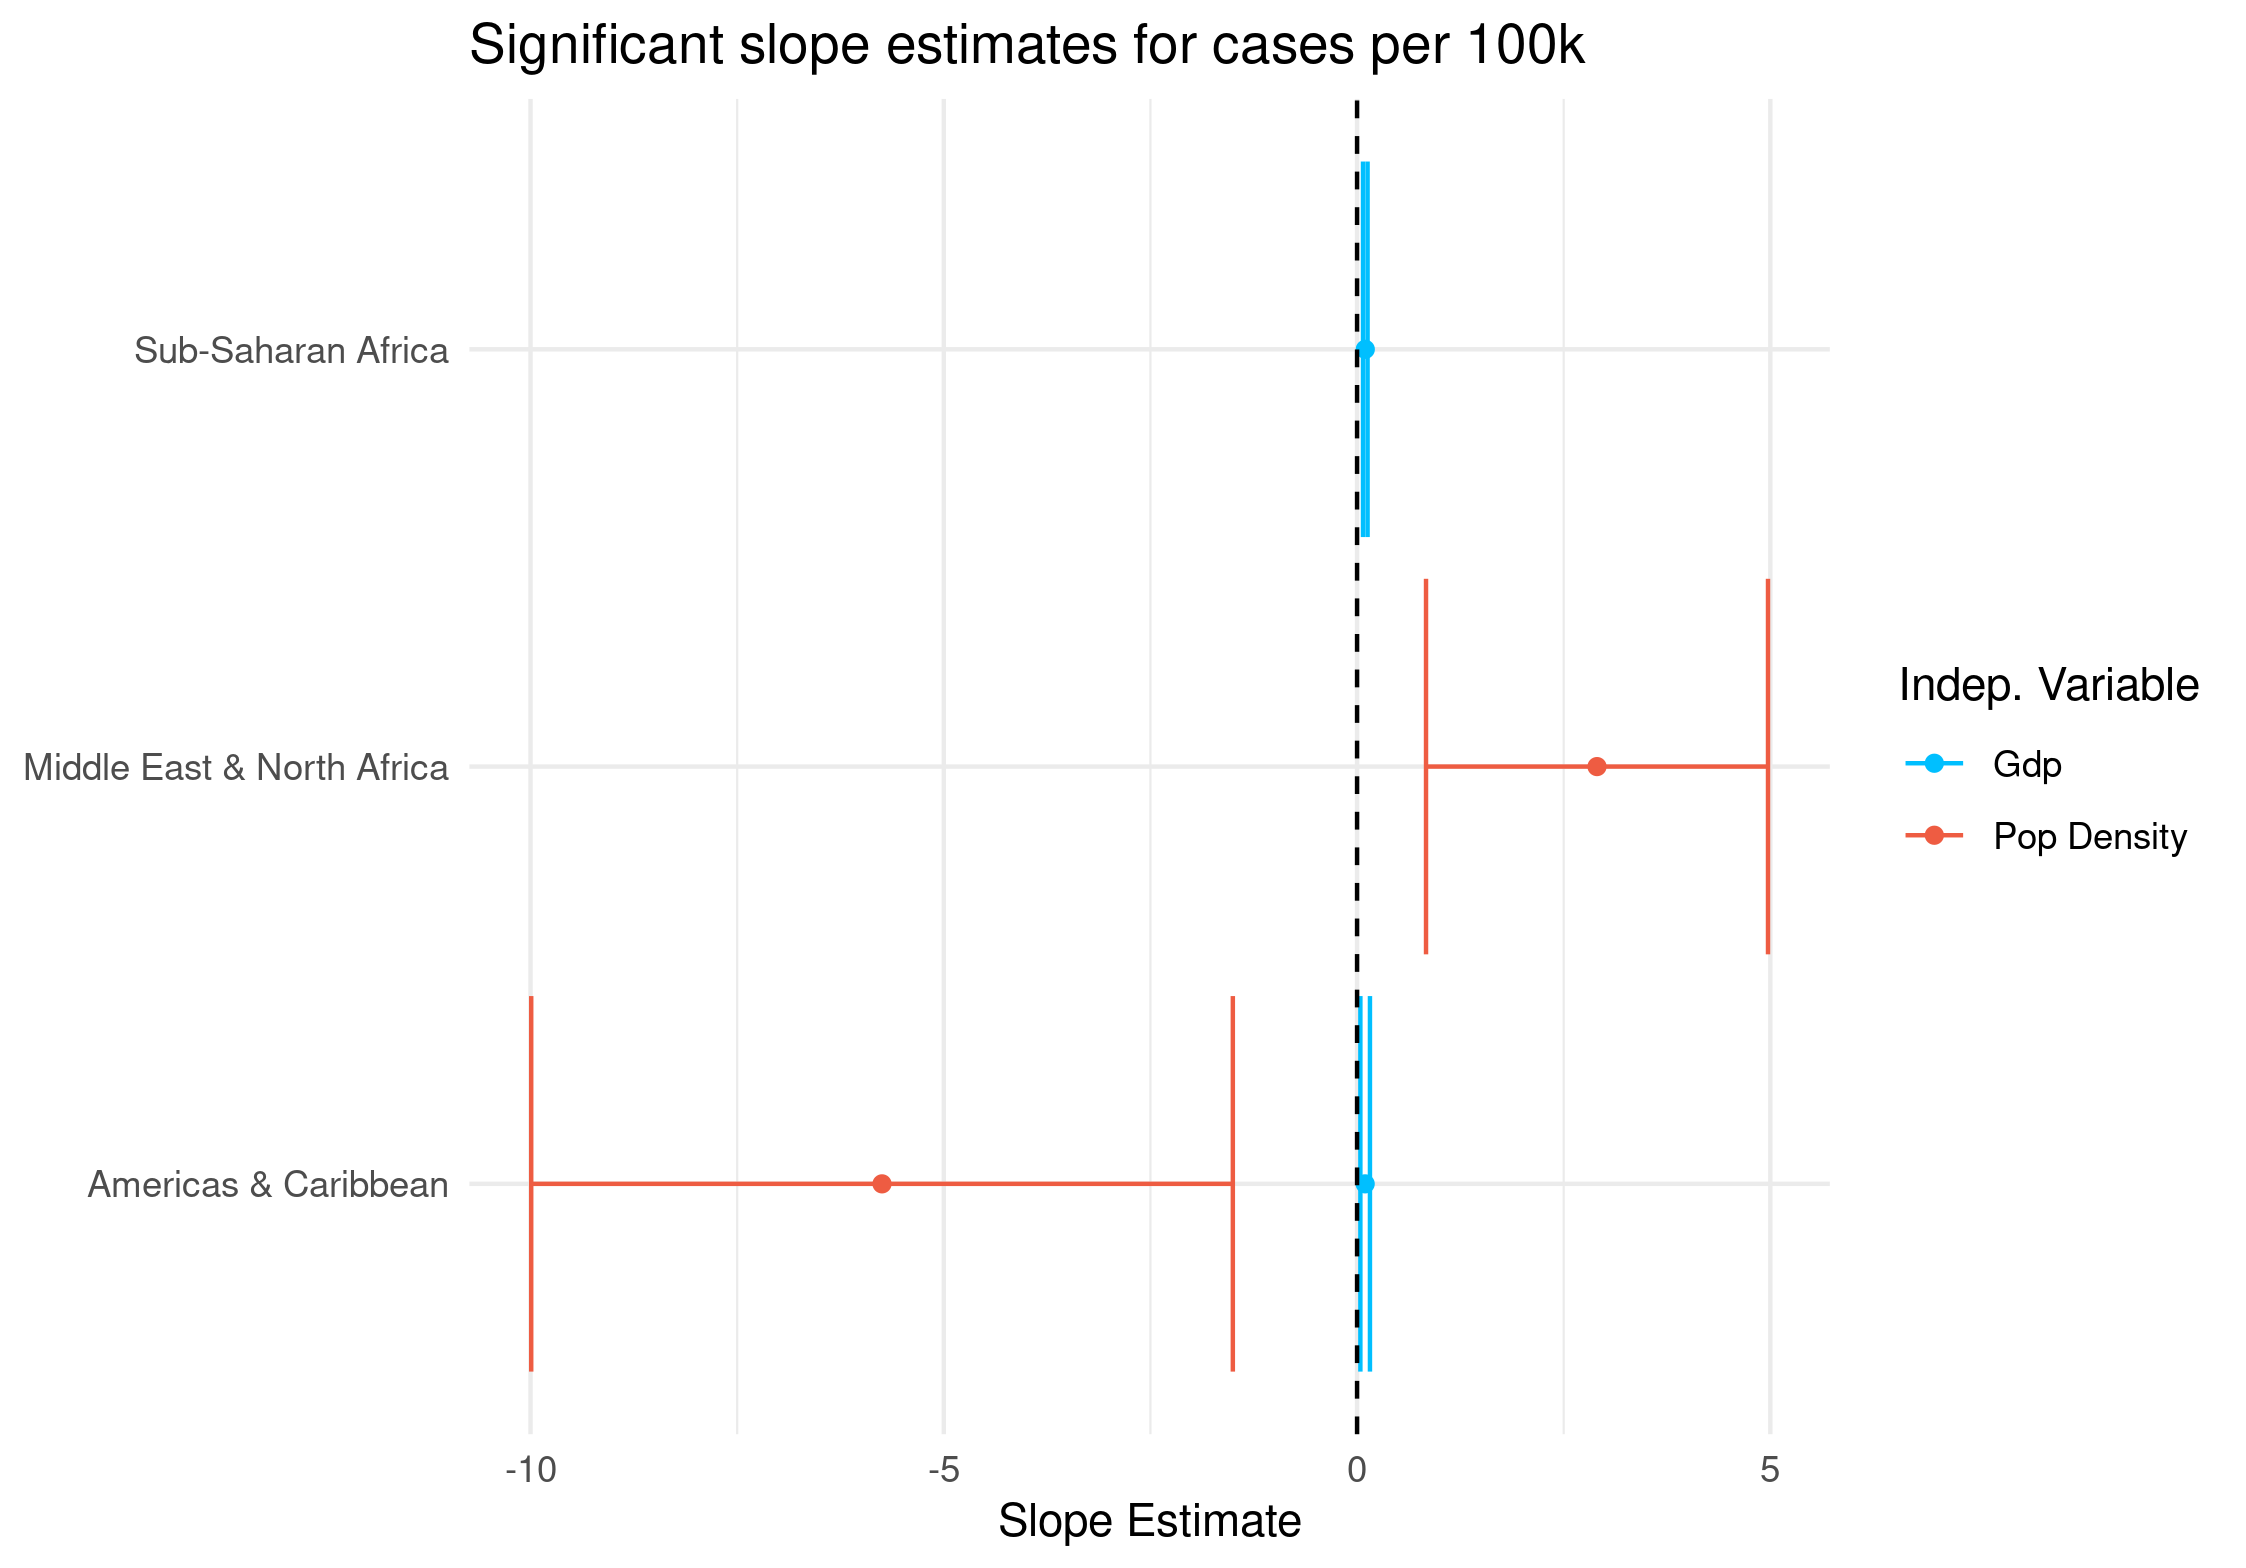 Significant slope estimates for cases per 100k
Sub-Saharan Africa
Middle East & North Africa
Americas & Caribbean
-10
-5
0
5
Slope Estimate
Indep. Variable
Gdp
Pop Density